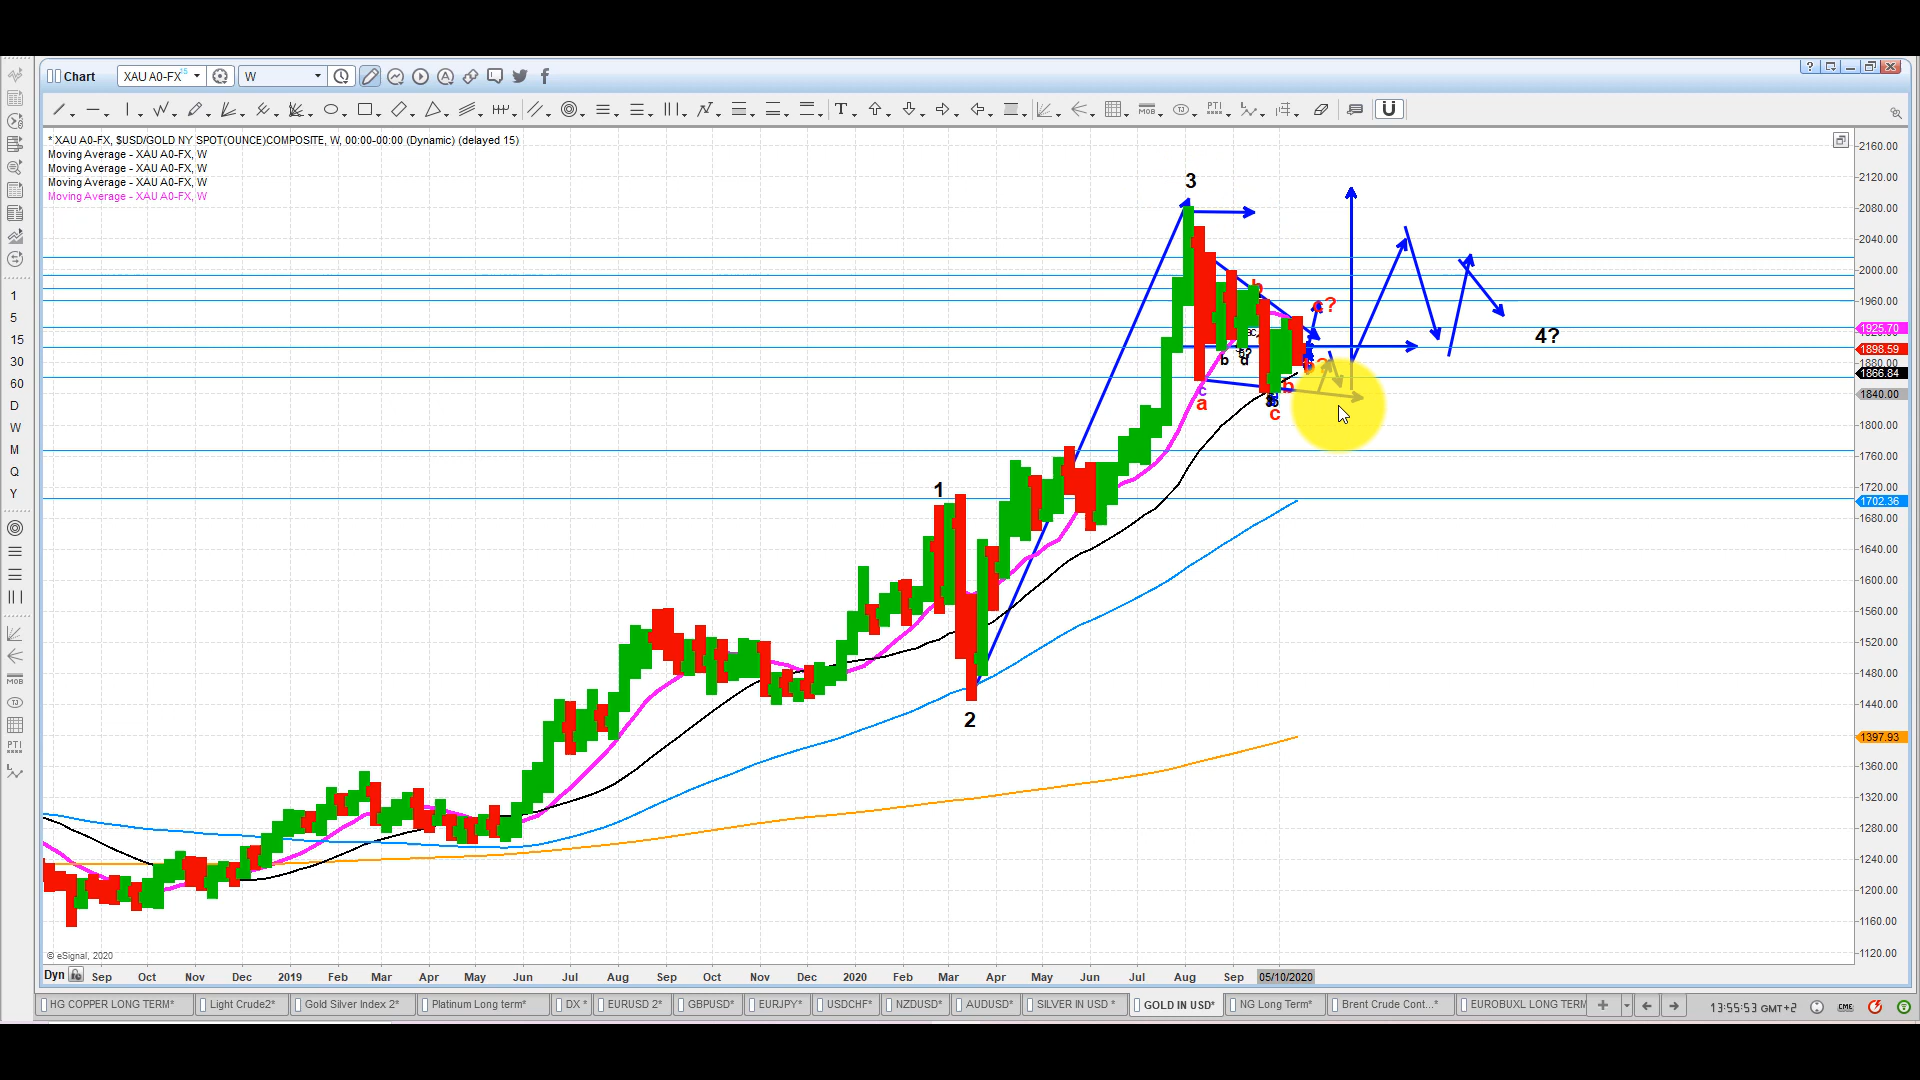 Chart
XAU A0-FX
W
* XAU A0-FX, $USD/GOLD NY SPOT(OUNCE)COMPOSITE, W, 00:00-00:00 (Dynamic) (delayed 15)
Moving Average - XAU A0-FX, W
Moving Average - XAU A0-FX, W
Moving Average - XAU A0-FX, W
Moving Average - XAU A0-FX, W
1
5
15
30
60
D
W
M
Q
Y
MOB
TJ
PTI
3
b
c?
4?
b
d
c
a
b
c
1
2
2160.00
2120.00
2080.00
2040.00
2000.00
1960.00
1925.70
1898.59
1880.00
1866.84
1840.00
1800.00
1760.00
1720.00
1702.36
1680.00
1640.00
1600.00
1560.00
1520.00
1480.00
1440.00
1397.93
1360.00
1320.00
1280.00
1240.00
1200.00
1160.00
1120.00
© eSignal, 2020
Dyn Sep Oct Nov Dec 2019 Feb Mar Apr May Jun Jul Aug Sep Oct Nov Dec 2020 Feb Mar Apr May Jun Jul Aug Sep 05/10/2020
HG COPPER LONG TERM* Light Crude2* Gold Silver Index 2* Platinum Long term* DX * EURUSD 2* GBPUSD* EURJPY* USDCHF* NZDUSD* AUDUSD* SILVER IN USD * GOLD IN USD* NG Long Term* Brent Crude Cont...* EUROBUXL LONG TERM 13:55:53 GMT+2